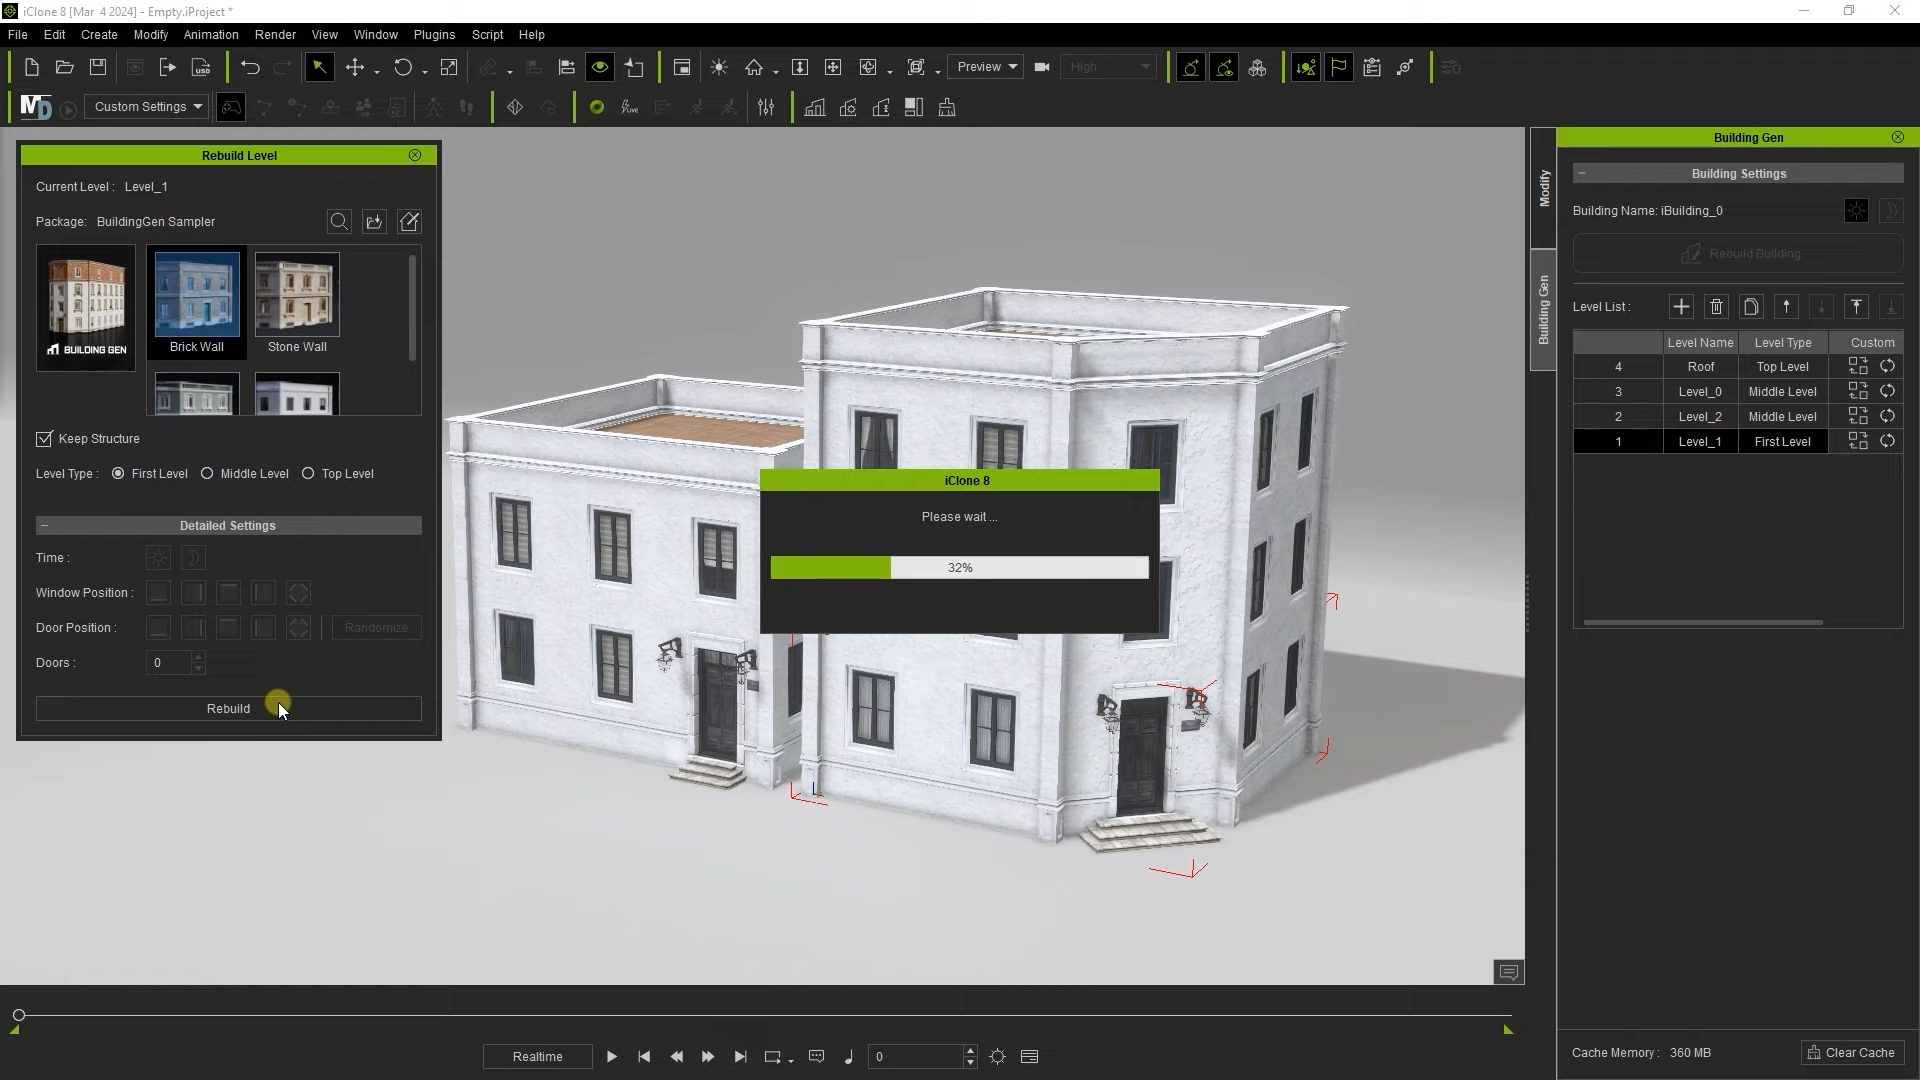 iClone 8 [Mar 4 2024] - Empty.iProject *
File Edit Create Modify Animation Render View Window Plugins Script Help
Preview High
MD Custom Settings LIVE
Rebuild Level
Current Level : Level_1
Package: BuildingGen Sampler
BUILDING GEN
Brick Wall Stone Wall
Keep Structure
Level Type : First Level Middle Level Top Level
Detailed Settings
Time :
Window Position :
Door Position : Randomize
Doors : 0
Rebuild
iClone 8
Please wait ...
32%
Modify
Building Gen
Building Gen
Building Settings
Building Name: iBuilding_0
Rebuild Building
Level List :
Level Name Level Type Custom
4 Roof Top Level
3 Level_0 Middle Level
2 Level_2 Middle Level
1 Level_1 First Level
Realtime 0
Cache Memory : 360 MB Clear Cache